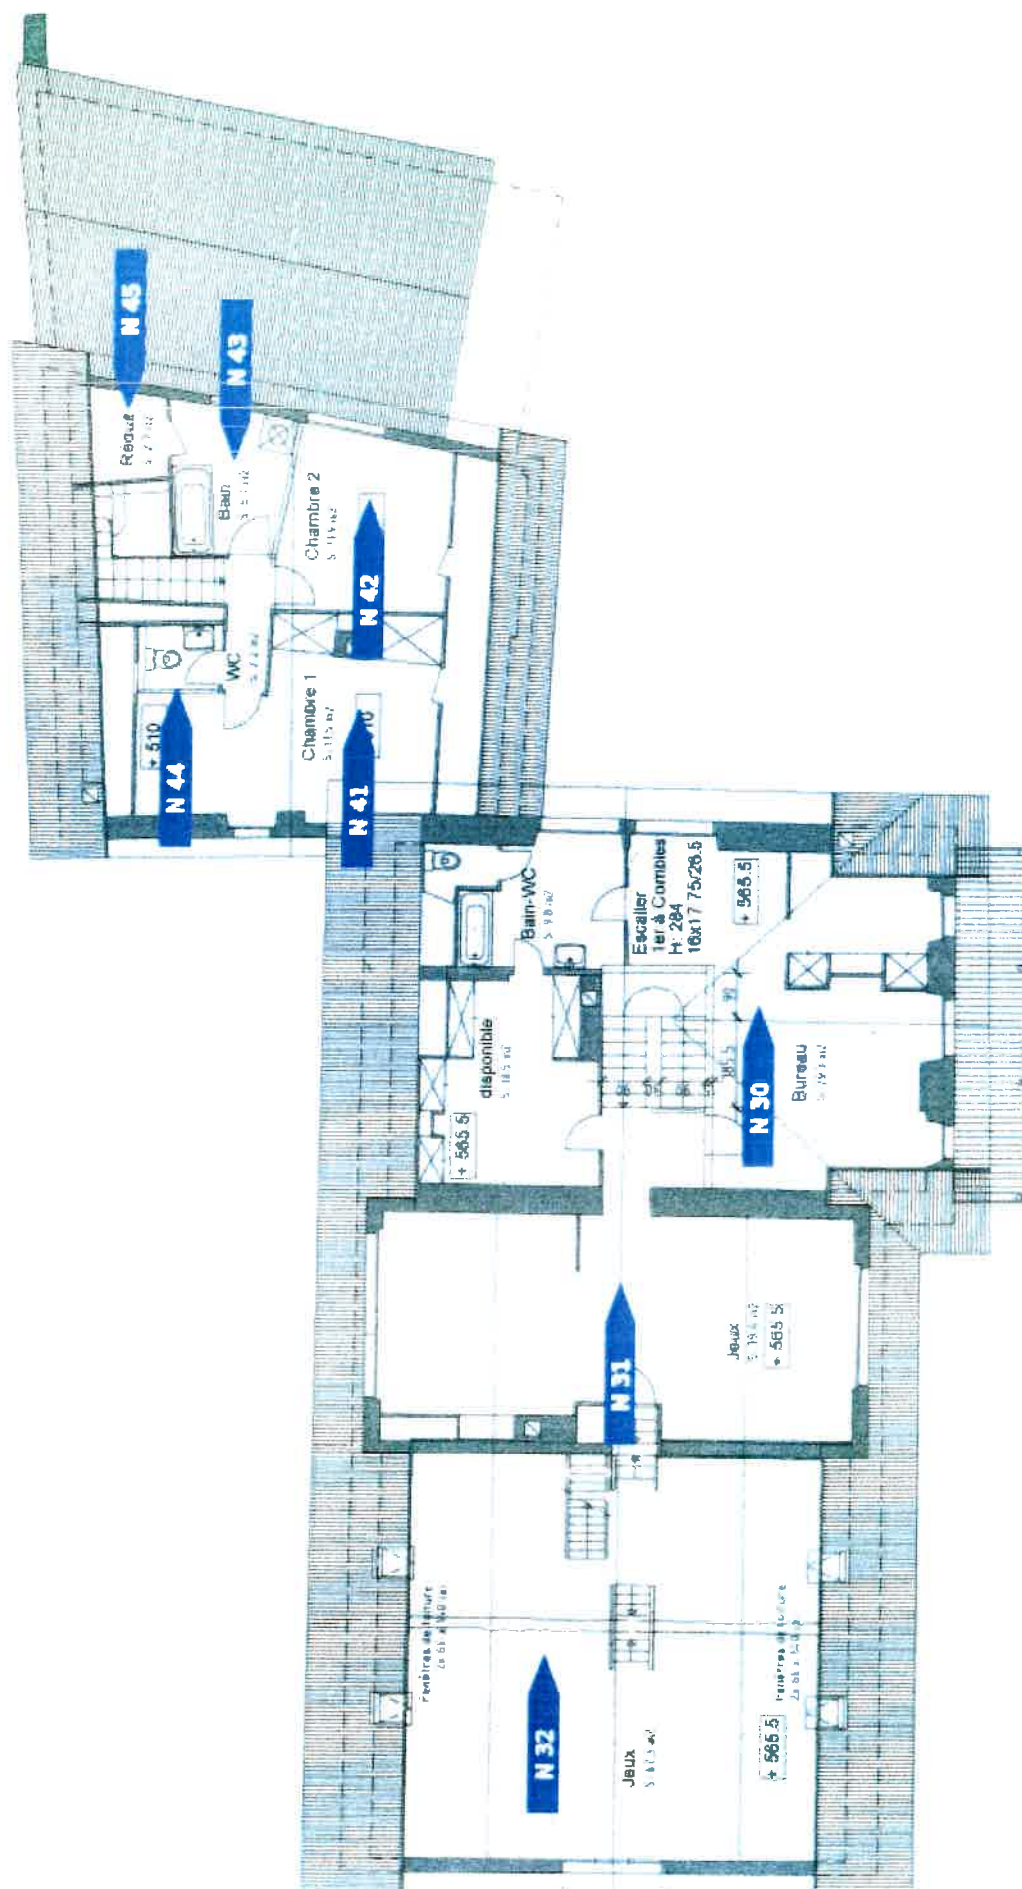 N 45
N 43
Réduit
Bain
Chambre 2
N 42
WC
Chambre 1
+ 510
N 44
N 41
Bain-WC
Escalier
1er à Combles
H: 284
16x17.75/26.5
+ 565.5
disponible
+ 565.5
Bureau
N 30
N 31
Jeux
+ 565.5
Fenêtres de toiture
Fenêtres de toiture
N 32
Jeux
+ 565.5